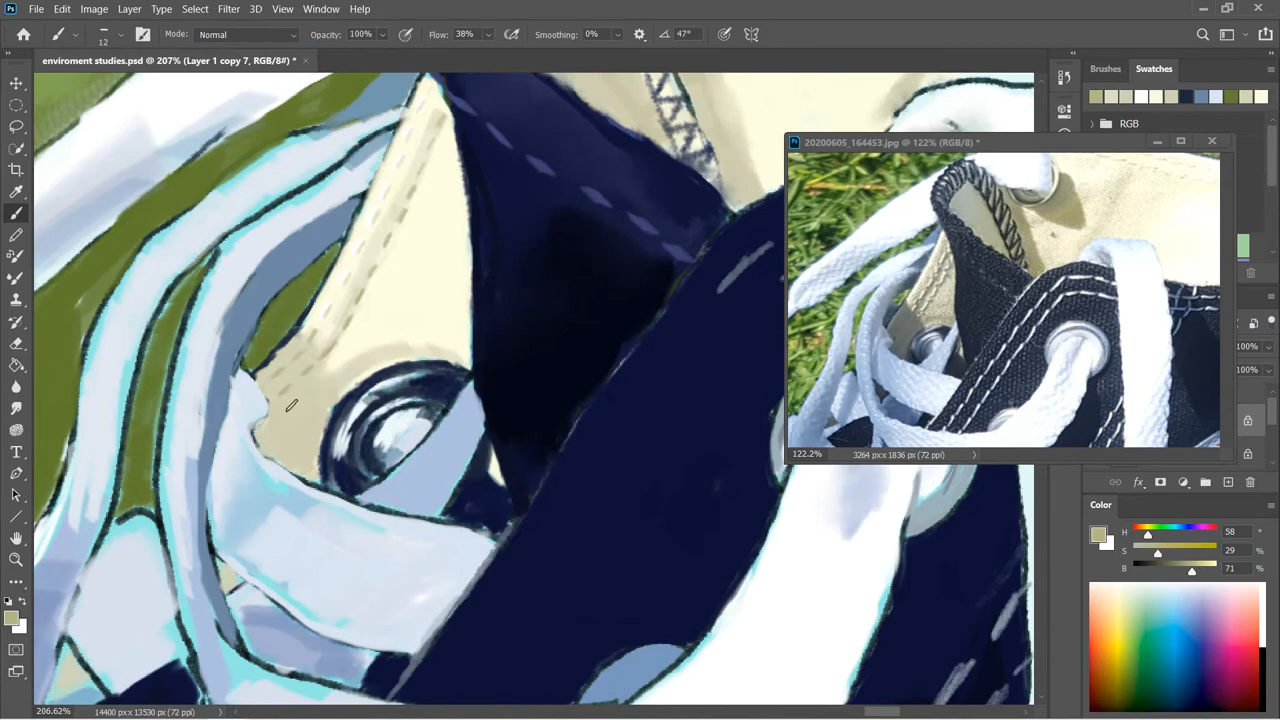 Ps File Edit Image Layer Type Select Filter 3D View Window Help
12 Mode: Normal Opacity: 100% Flow: 38% Smoothing: 0% 47°
enviroment studies.psd @ 207% (Layer 1 copy 7, RGB/8#) *
Brushes Swatches
RGB
Ps 20200605_164453.jpg @ 122% (RGB/8) *
100%
100%
122.2% 3264 px x 1836 px (72 ppi)
fx
Color
H 58 °
S 29 %
B 71 %
206.62% 14400 px x 13530 px (72 ppi)